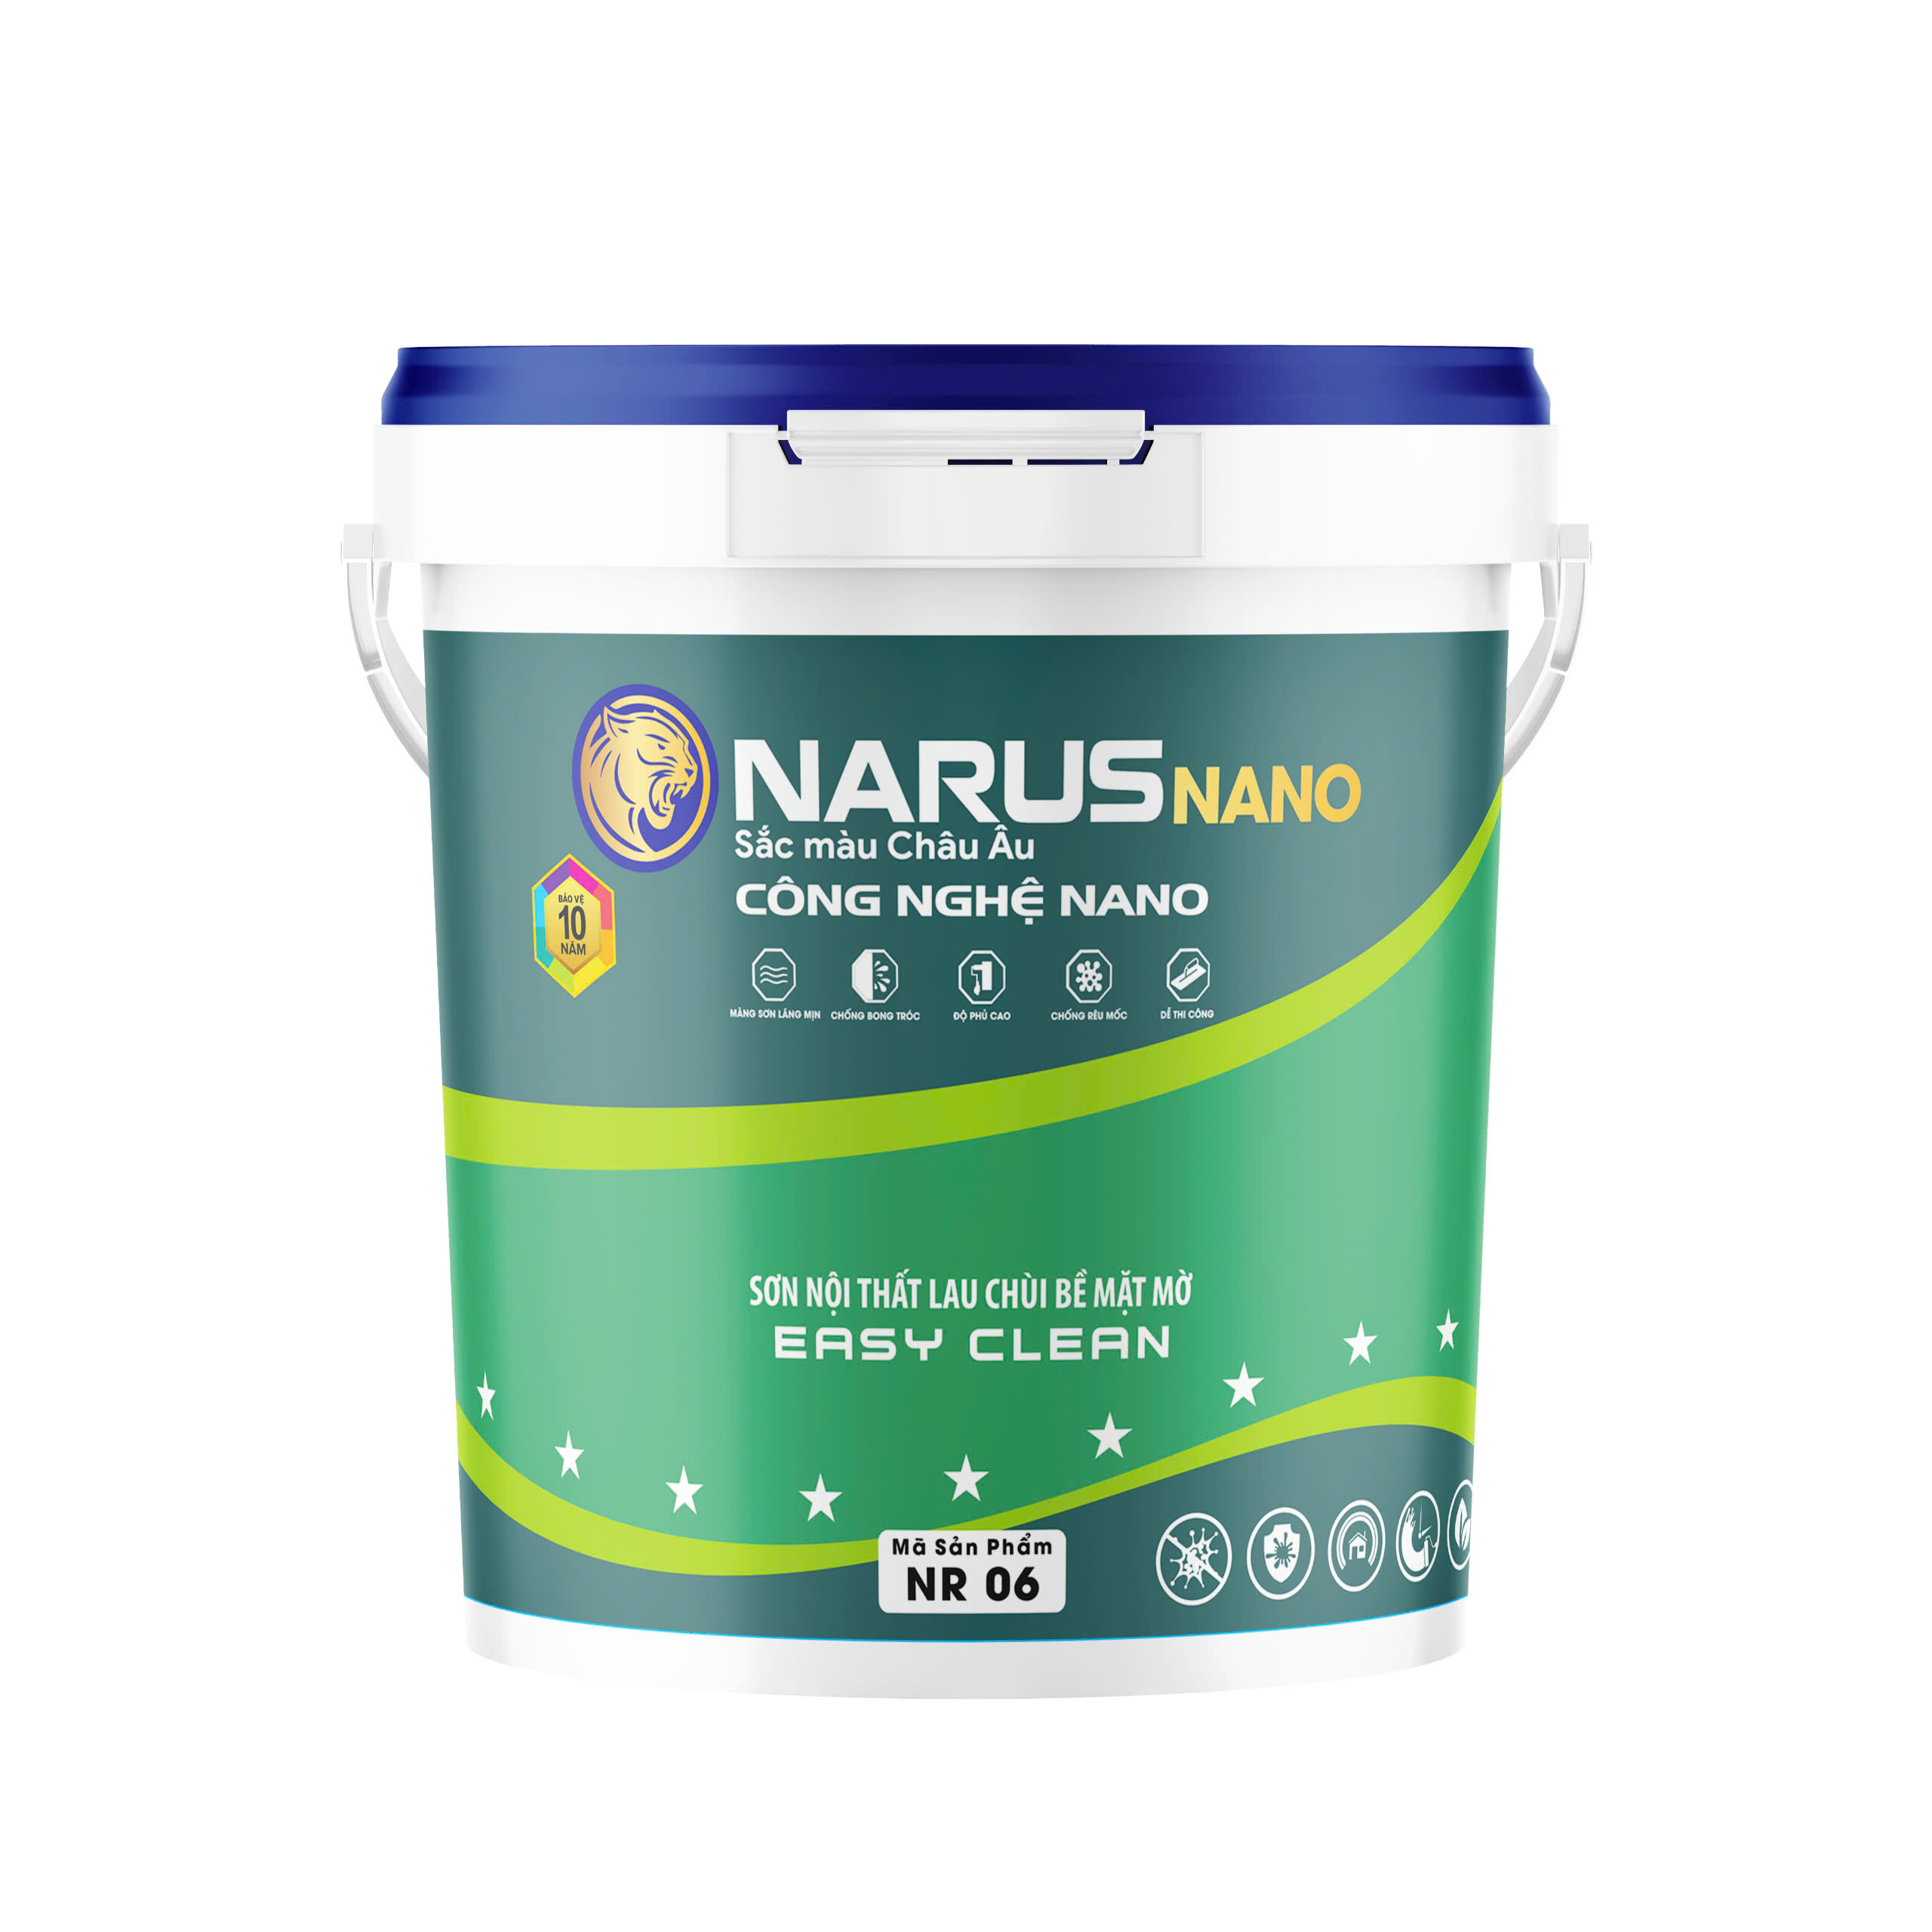 NARUS NANO
Sắc màu Châu Âu
CÔNG NGHỆ NANO
BẢO VỆ
10
NĂM
MÀNG SƠN LÁNG MỊN CHỐNG BONG TRÓC ĐỘ PHỦ CAO CHỐNG RÊU MỐC DỄ THI CÔNG
SƠN NỘI THẤT LAU CHÙI BỀ MẶT MỜ
EASY CLEAN
Mã Sản Phẩm
NR 06